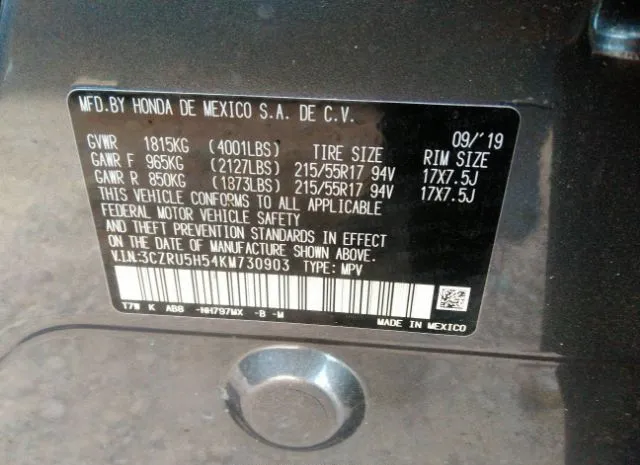 MFD.BY HONDA DE MEXICO S.A. DE C.V.
09/'19
GVWR 1815KG (4001LBS) TIRE SIZE RIM SIZE
GAWR F 965KG (2127LBS) 215/55R17 94V 17X7.5J
GAWR R 850KG (1873LBS) 215/55R17 94V 17X7.5J
THIS VEHICLE CONFORMS TO ALL APPLICABLE
FEDERAL MOTOR VEHICLE SAFETY
AND THEFT PREVENTION STANDARDS IN EFFECT
ON THE DATE OF MANUFACTURE SHOWN ABOVE.
V.I.N:3CZRU5H54KM730903 TYPE: MPV
T7W K ABB -NH797MX -B -M
MADE IN MEXICO